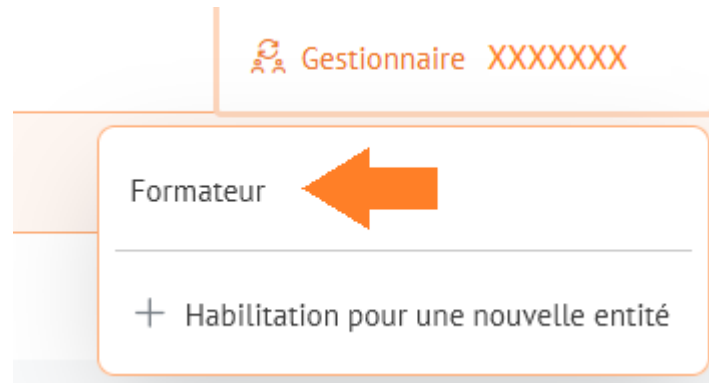 Gestionnaire XXXXXXX
Formateur
+ Habilitation pour une nouvelle entité